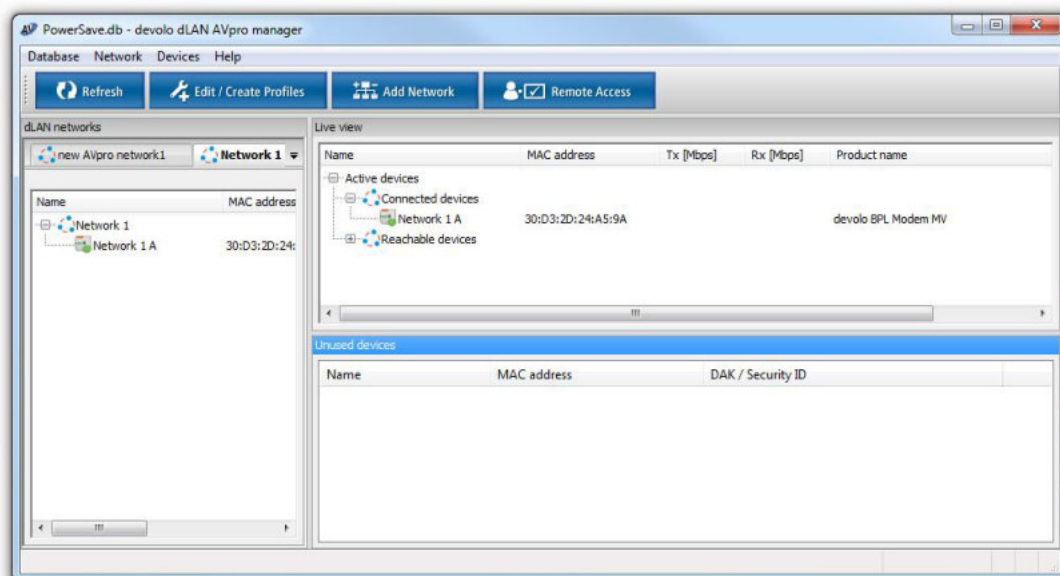 PowerSave.db - devolo dLAN AVpro manager
Database Network Devices Help
Refresh Edit / Create Profiles Add Network Remote Access
dLAN networks
new AVpro network1 Network 1
Name MAC address
Network 1
Network 1 A 30:D3:2D:24:
Live view
Name MAC address Tx [Mbps] Rx [Mbps] Product name
Active devices
Connected devices
Network 1 A 30:D3:2D:24:A5:9A devolo BPL Modem MV
Reachable devices
Unused devices
Name MAC address DAK / Security ID